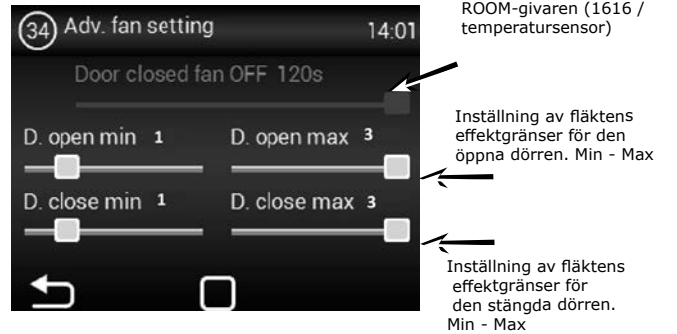 ROOM-givaren (1616 /
temperatursensor)
34 Adv. fan setting 14:01
Door closed fan OFF 120s
D. open min 1 D. open max 3
D. close min 1 D. close max 3
Inställning av fläktens
effektgränser för den
öppna dörren. Min - Max
Inställning av fläktens
effektgränser för
den stängda dörren.
Min - Max